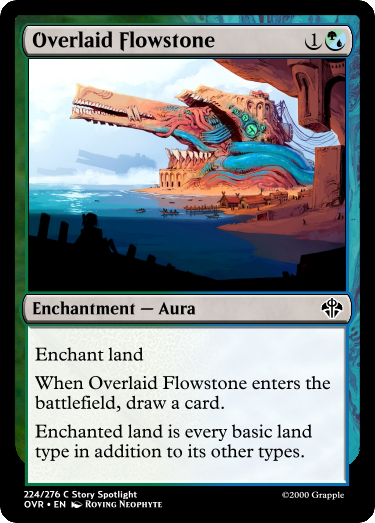 Overlaid Flowstone 1
Enchantment — Aura
Enchant land
When Overlaid Flowstone enters the
battlefield, draw a card.
Enchanted land is every basic land
type in addition to its other types.
224/276 C Story Spotlight
OVR • EN Roving Neophyte
©2000 Grapple